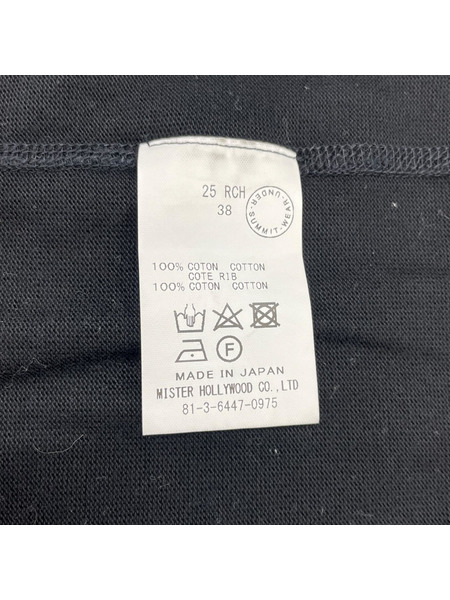 25 RCH
38
UNDER-SUMMIT-WEAR-
100% COTON COTTON
COTE RIB
100% COTON COTTON
F
MADE IN JAPAN
MISTER HOLLYWOOD CO.,LTD
81-3-6447-0975